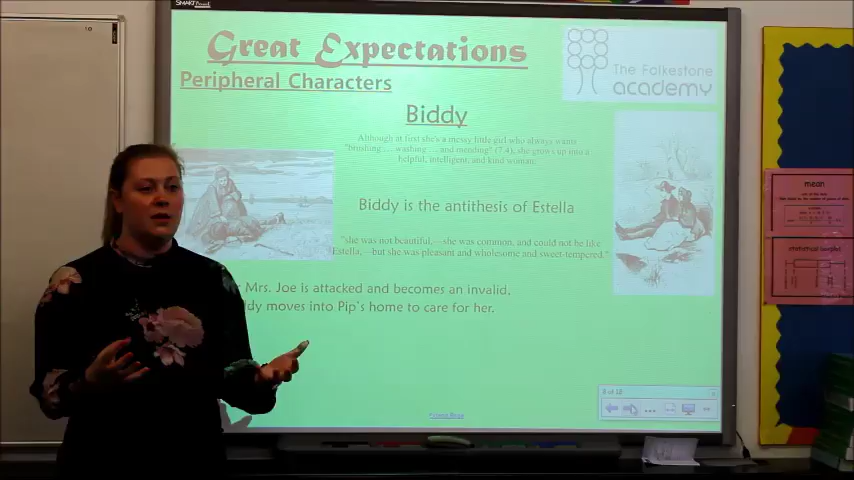 SMART
Great Expectations
Peripheral Characters
The Folkestone
academy
Biddy
Although at first she's a messy little girl who always wants
"brushing ... washing ... and mending" (7.4), she grows up into a
helpful, intelligent, and kind woman.
Biddy is the antithesis of Estella
"she was not beautiful,—she was common, and could not be like
Estella,—but she was pleasant and wholesome and sweet-tempered."
Mrs. Joe is attacked and becomes an invalid,
dy moves into Pip's home to care for her.
8 of 18
mean